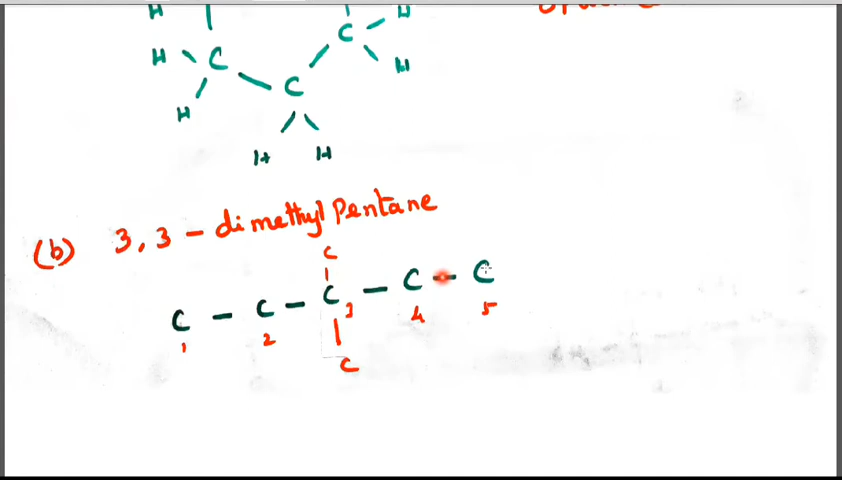 H H
C
H C
H C
H
H H
(b) 3,3-dimethyl Pentane
C
C - C - C - C - C
1 2 3 4 5
C